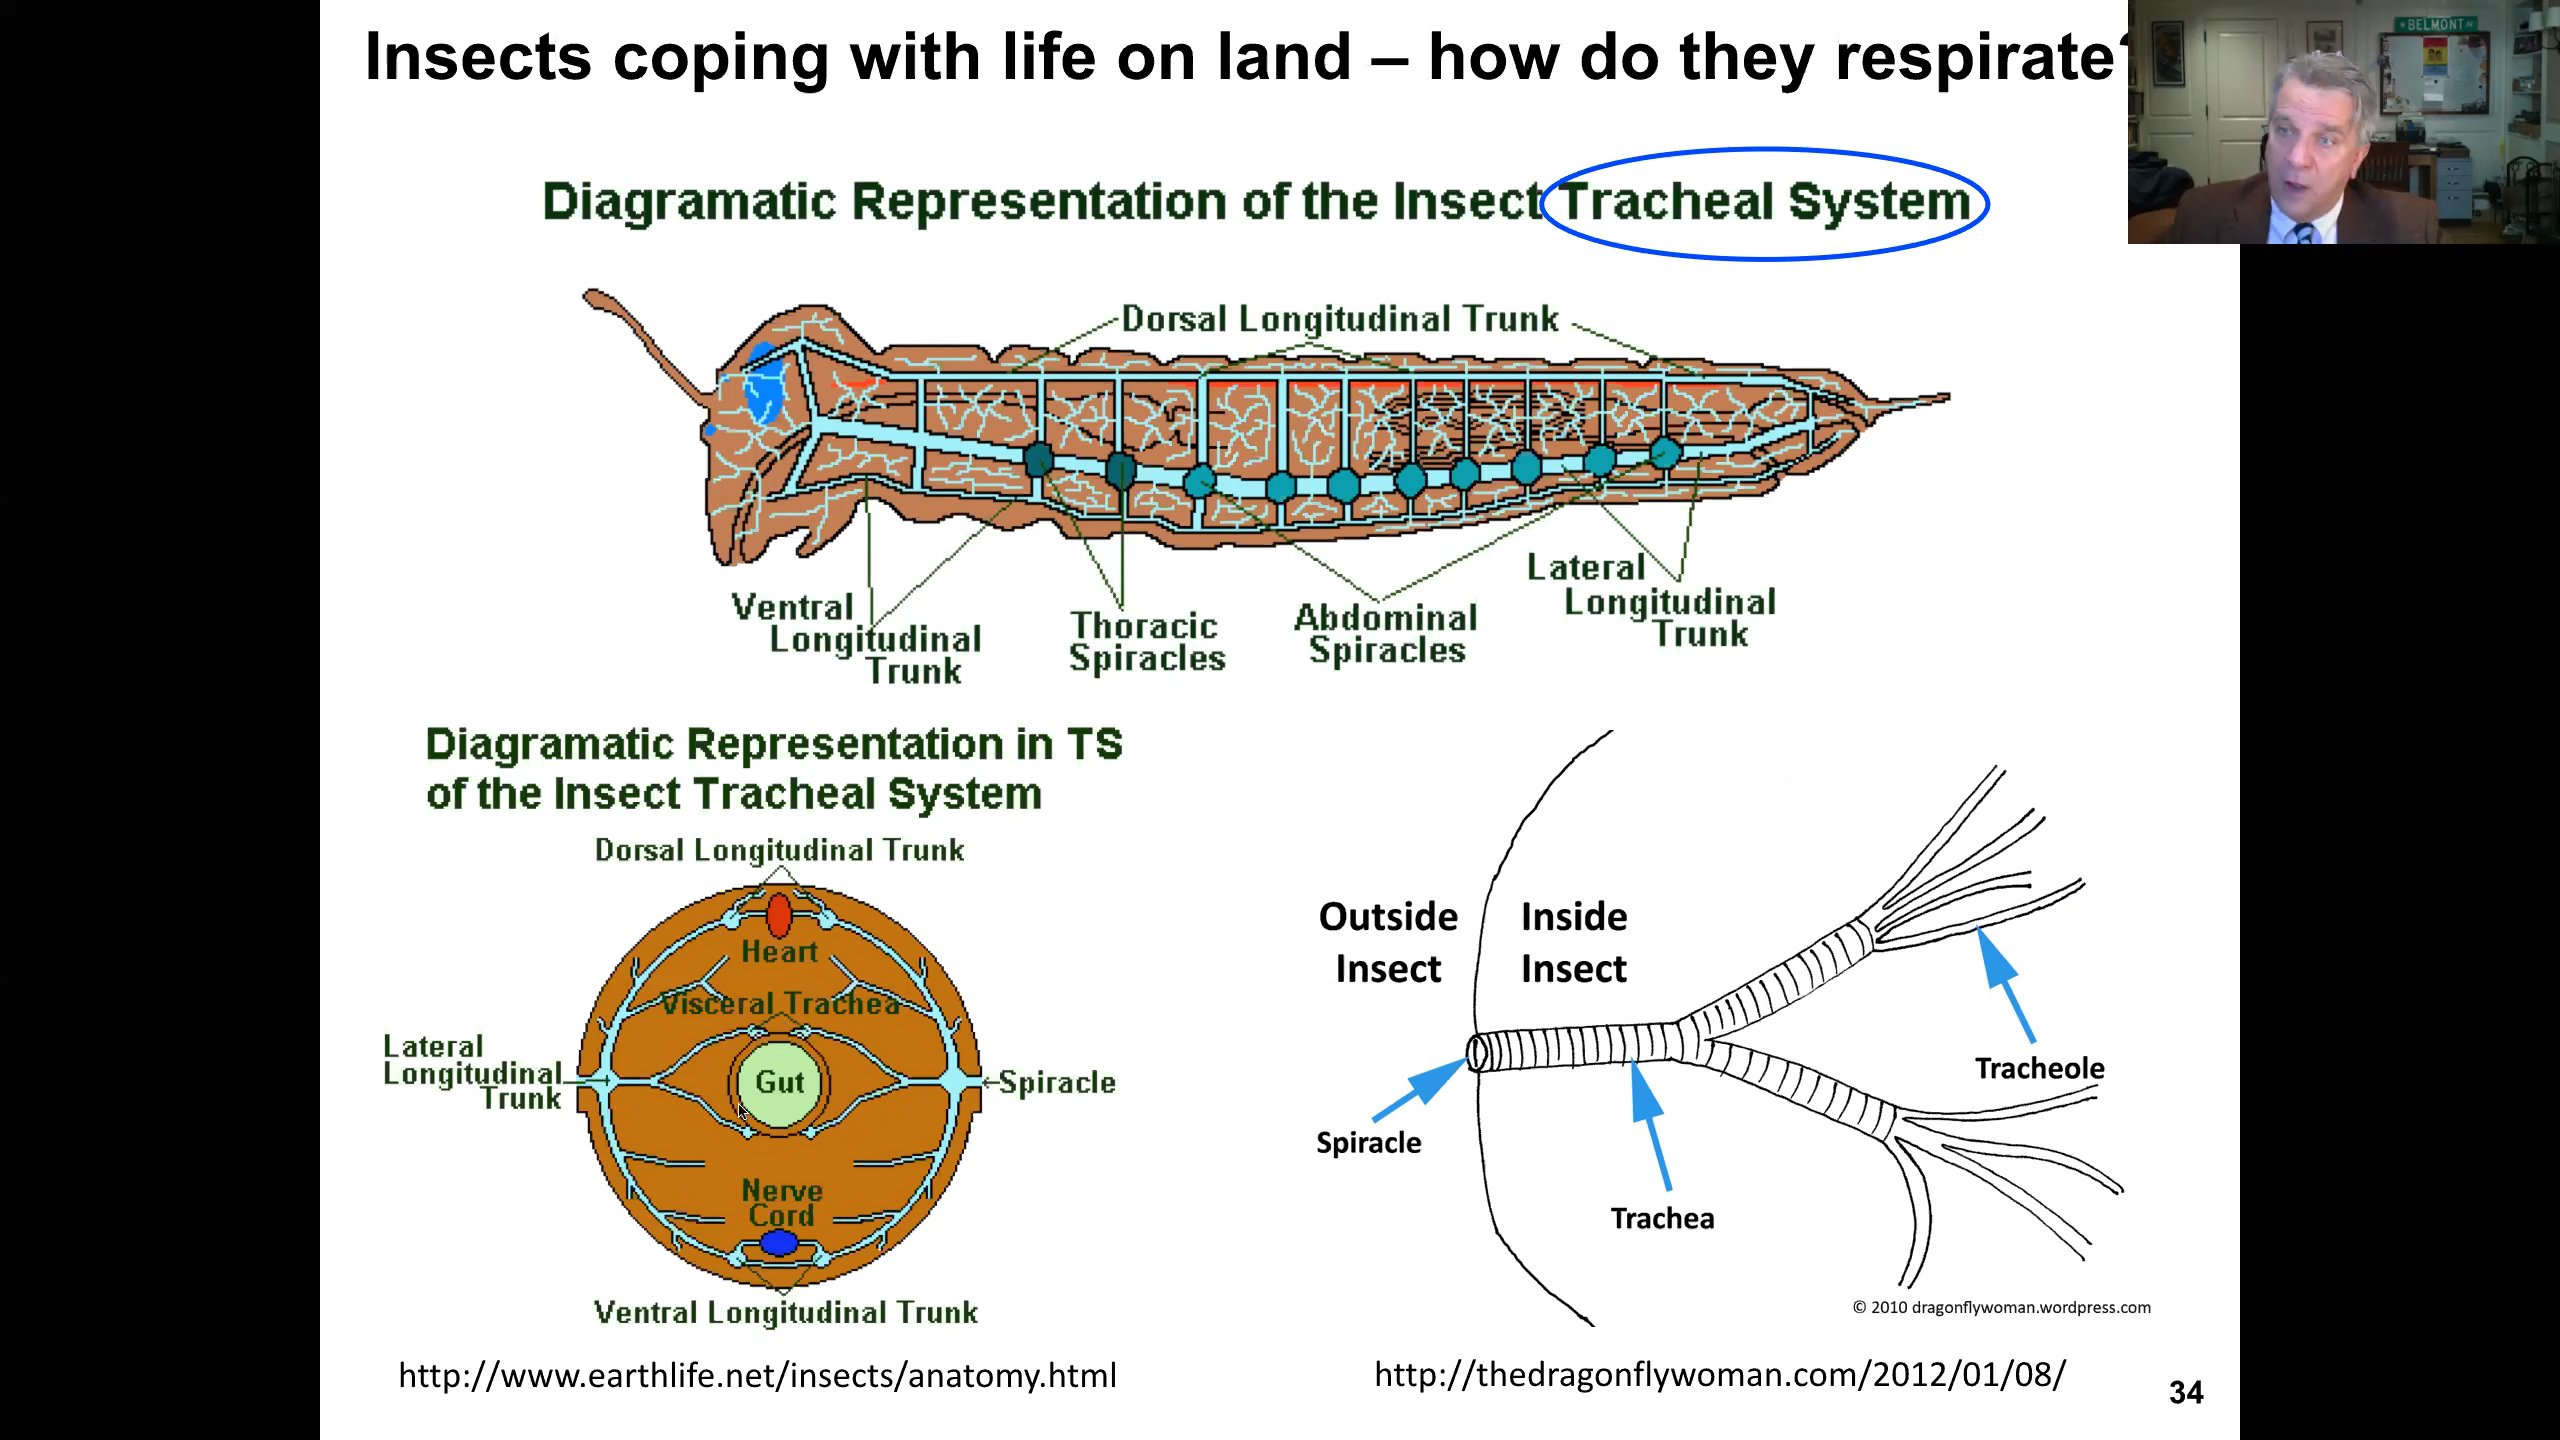 Insects coping with life on land – how do they respirate?
BELMONT AV
Diagramatic Representation of the Insect Tracheal System
Dorsal Longitudinal Trunk
Ventral
Longitudinal
Trunk
Thoracic
Spiracles
Abdominal
Spiracles
Lateral
Longitudinal
Trunk
Diagramatic Representation in TS
of the Insect Tracheal System
Dorsal Longitudinal Trunk
Heart
Visceral Trachea
Lateral
Longitudinal
Trunk
Gut
Spiracle
Nerve
Cord
Ventral Longitudinal Trunk
Outside
Insect
Inside
Insect
Spiracle
Trachea
Tracheole
© 2010 dragonflywoman.wordpress.com
http://www.earthlife.net/insects/anatomy.html
http://thedragonflywoman.com/2012/01/08/
34